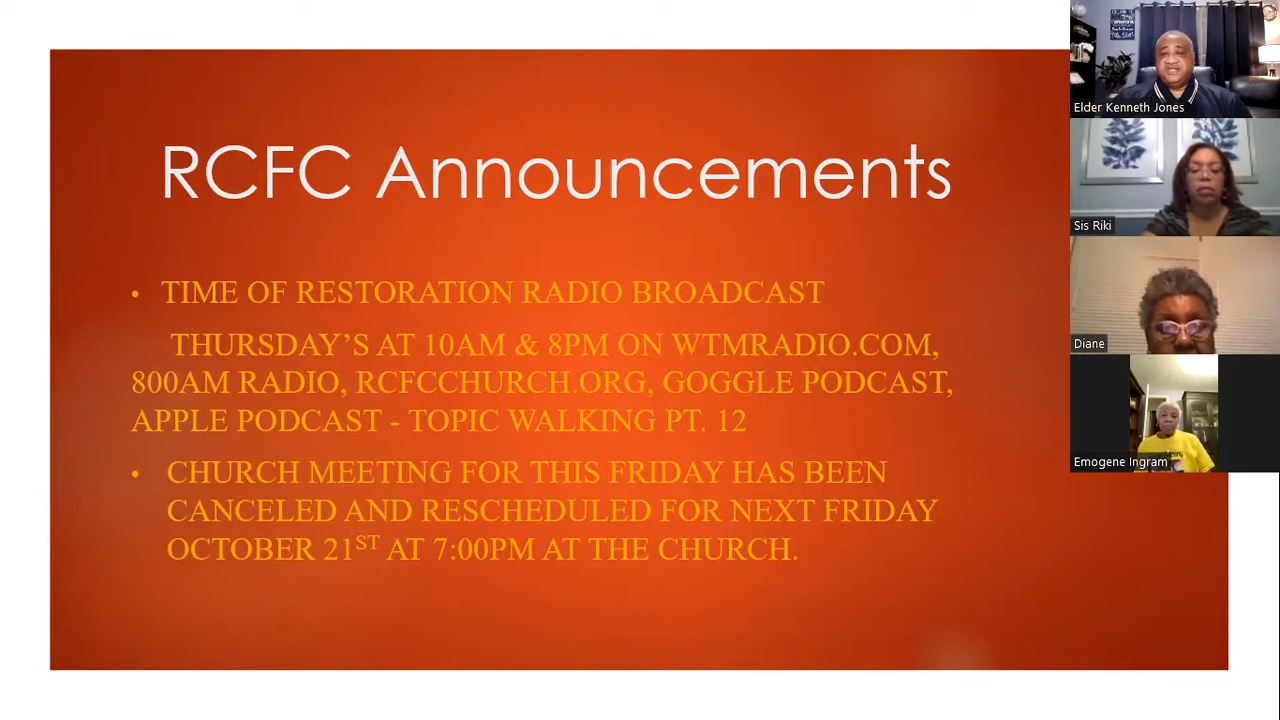 RCFC Announcements
• TIME OF RESTORATION RADIO BROADCAST
THURSDAY'S AT 10AM & 8PM ON WTMRADIO.COM,
800AM RADIO, RCFCCHURCH.ORG, GOGGLE PODCAST,
APPLE PODCAST - TOPIC WALKING PT. 12
• CHURCH MEETING FOR THIS FRIDAY HAS BEEN
CANCELED AND RESCHEDULED FOR NEXT FRIDAY
OCTOBER 21ST AT 7:00PM AT THE CHURCH.
Elder Kenneth Jones
Sis Riki
Diane
Emogene Ingram